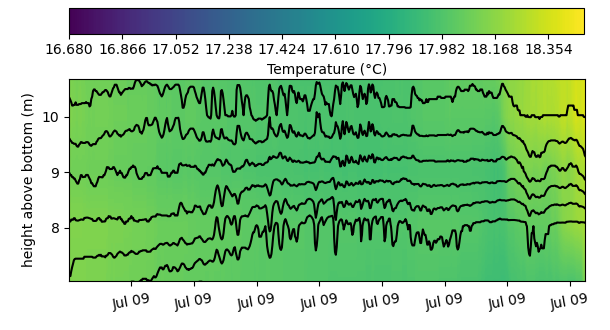 16.680 16.866 17.052 17.238 17.424 17.610 17.796 17.982 18.168 18.354
Temperature (°C)
height above bottom (m)
10
9
8
Jul 09 Jul 09 Jul 09 Jul 09 Jul 09 Jul 09 Jul 09 Jul 09